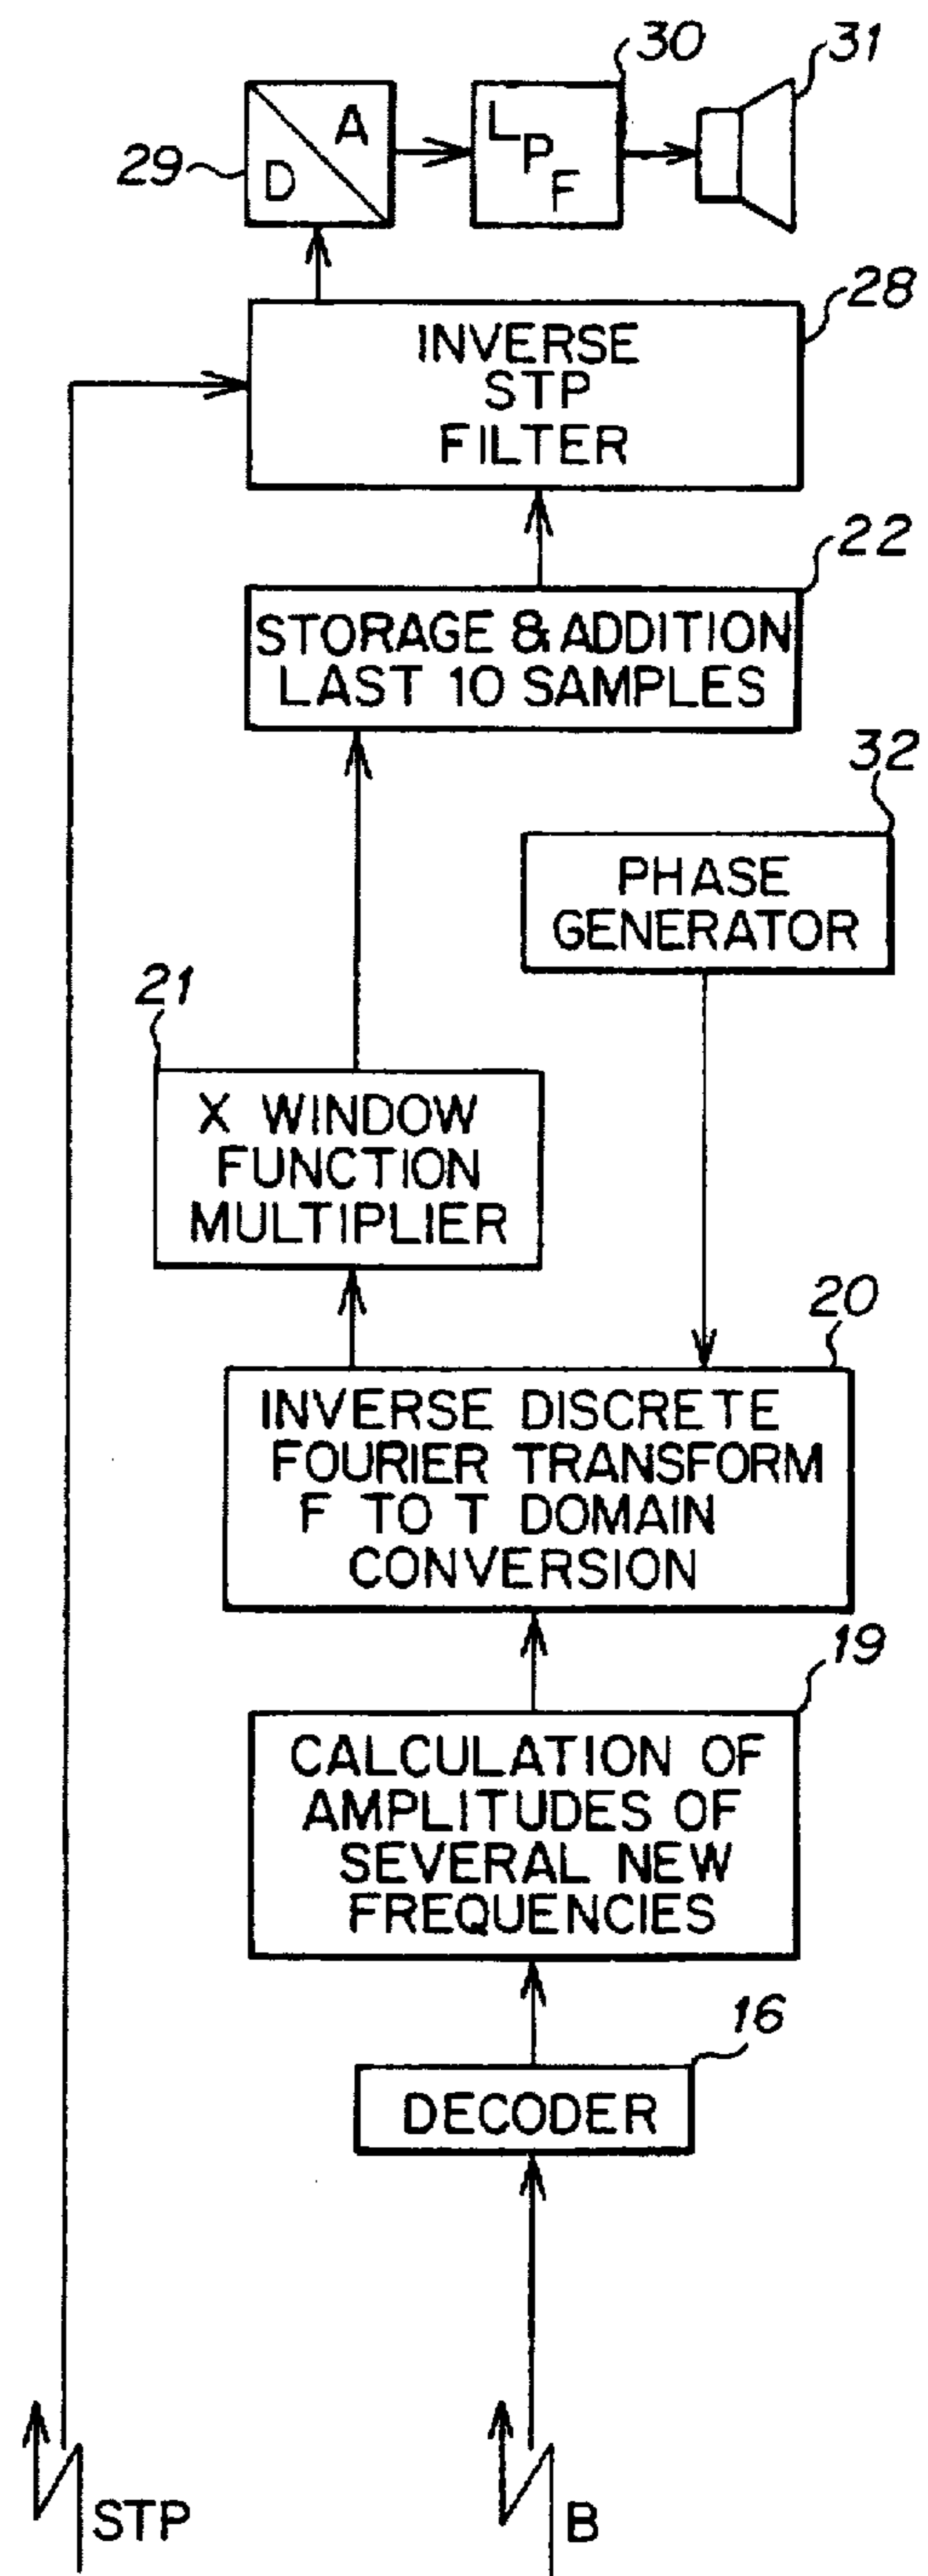 30
31
29
D
A
L
P
F
28
INVERSE
STP
FILTER
22
STORAGE & ADDITION
LAST 10 SAMPLES
32
PHASE
GENERATOR
21
X WINDOW
FUNCTION
MULTIPLIER
20
INVERSE DISCRETE
FOURIER TRANSFORM
F TO T DOMAIN
CONVERSION
19
CALCULATION OF
AMPLITUDES OF
SEVERAL NEW
FREQUENCIES
16
DECODER
STP
B